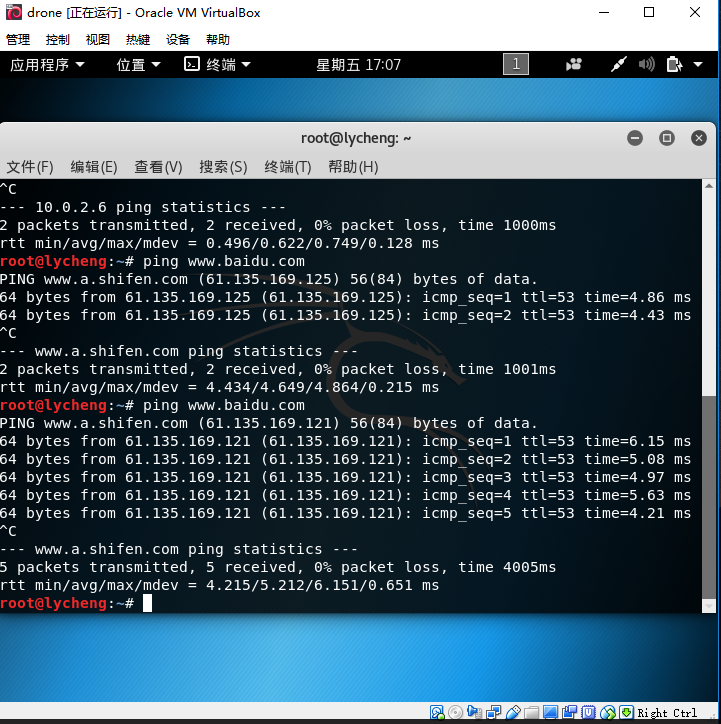 drone [正在运行] - Oracle VM VirtualBox
管理 控制 视图 热键 设备 帮助
应用程序 位置 终端 星期五 17:07 1
root@lycheng: ~
文件(F) 编辑(E) 查看(V) 搜索(S) 终端(T) 帮助(H)
^C
--- 10.0.2.6 ping statistics ---
2 packets transmitted, 2 received, 0% packet loss, time 1000ms
rtt min/avg/max/mdev = 0.496/0.622/0.749/0.128 ms
root@lycheng:~# ping www.baidu.com
PING www.a.shifen.com (61.135.169.125) 56(84) bytes of data.
64 bytes from 61.135.169.125 (61.135.169.125): icmp_seq=1 ttl=53 time=4.86 ms
64 bytes from 61.135.169.125 (61.135.169.125): icmp_seq=2 ttl=53 time=4.43 ms
^C
--- www.a.shifen.com ping statistics ---
2 packets transmitted, 2 received, 0% packet loss, time 1001ms
rtt min/avg/max/mdev = 4.434/4.649/4.864/0.215 ms
root@lycheng:~# ping www.baidu.com
PING www.a.shifen.com (61.135.169.121) 56(84) bytes of data.
64 bytes from 61.135.169.121 (61.135.169.121): icmp_seq=1 ttl=53 time=6.15 ms
64 bytes from 61.135.169.121 (61.135.169.121): icmp_seq=2 ttl=53 time=5.08 ms
64 bytes from 61.135.169.121 (61.135.169.121): icmp_seq=3 ttl=53 time=4.97 ms
64 bytes from 61.135.169.121 (61.135.169.121): icmp_seq=4 ttl=53 time=5.63 ms
64 bytes from 61.135.169.121 (61.135.169.121): icmp_seq=5 ttl=53 time=4.21 ms
^C
--- www.a.shifen.com ping statistics ---
5 packets transmitted, 5 received, 0% packet loss, time 4005ms
rtt min/avg/max/mdev = 4.215/5.212/6.151/0.651 ms
root@lycheng:~#
Right Ctrl